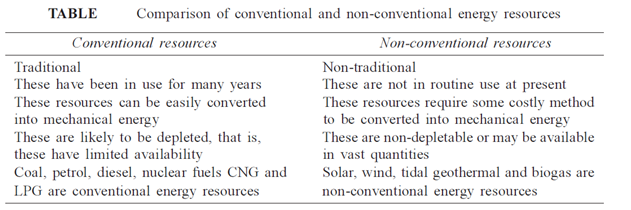 TABLE Comparison of conventional and non-conventional energy resources
Conventional resources Non-conventional resources
Traditional Non-traditional
These have been in use for many years These are not in routine use at present
These resources can be easily converted These resources require some costly method
into mechanical energy to be converted into mechanical energy
These are likely to be depleted, that is, These are non-depletable or may be available
these have limited availability in vast quantities
Coal, petrol, diesel, nuclear fuels CNG and Solar, wind, tidal geothermal and biogas are
LPG are conventional energy resources non-conventional energy resources